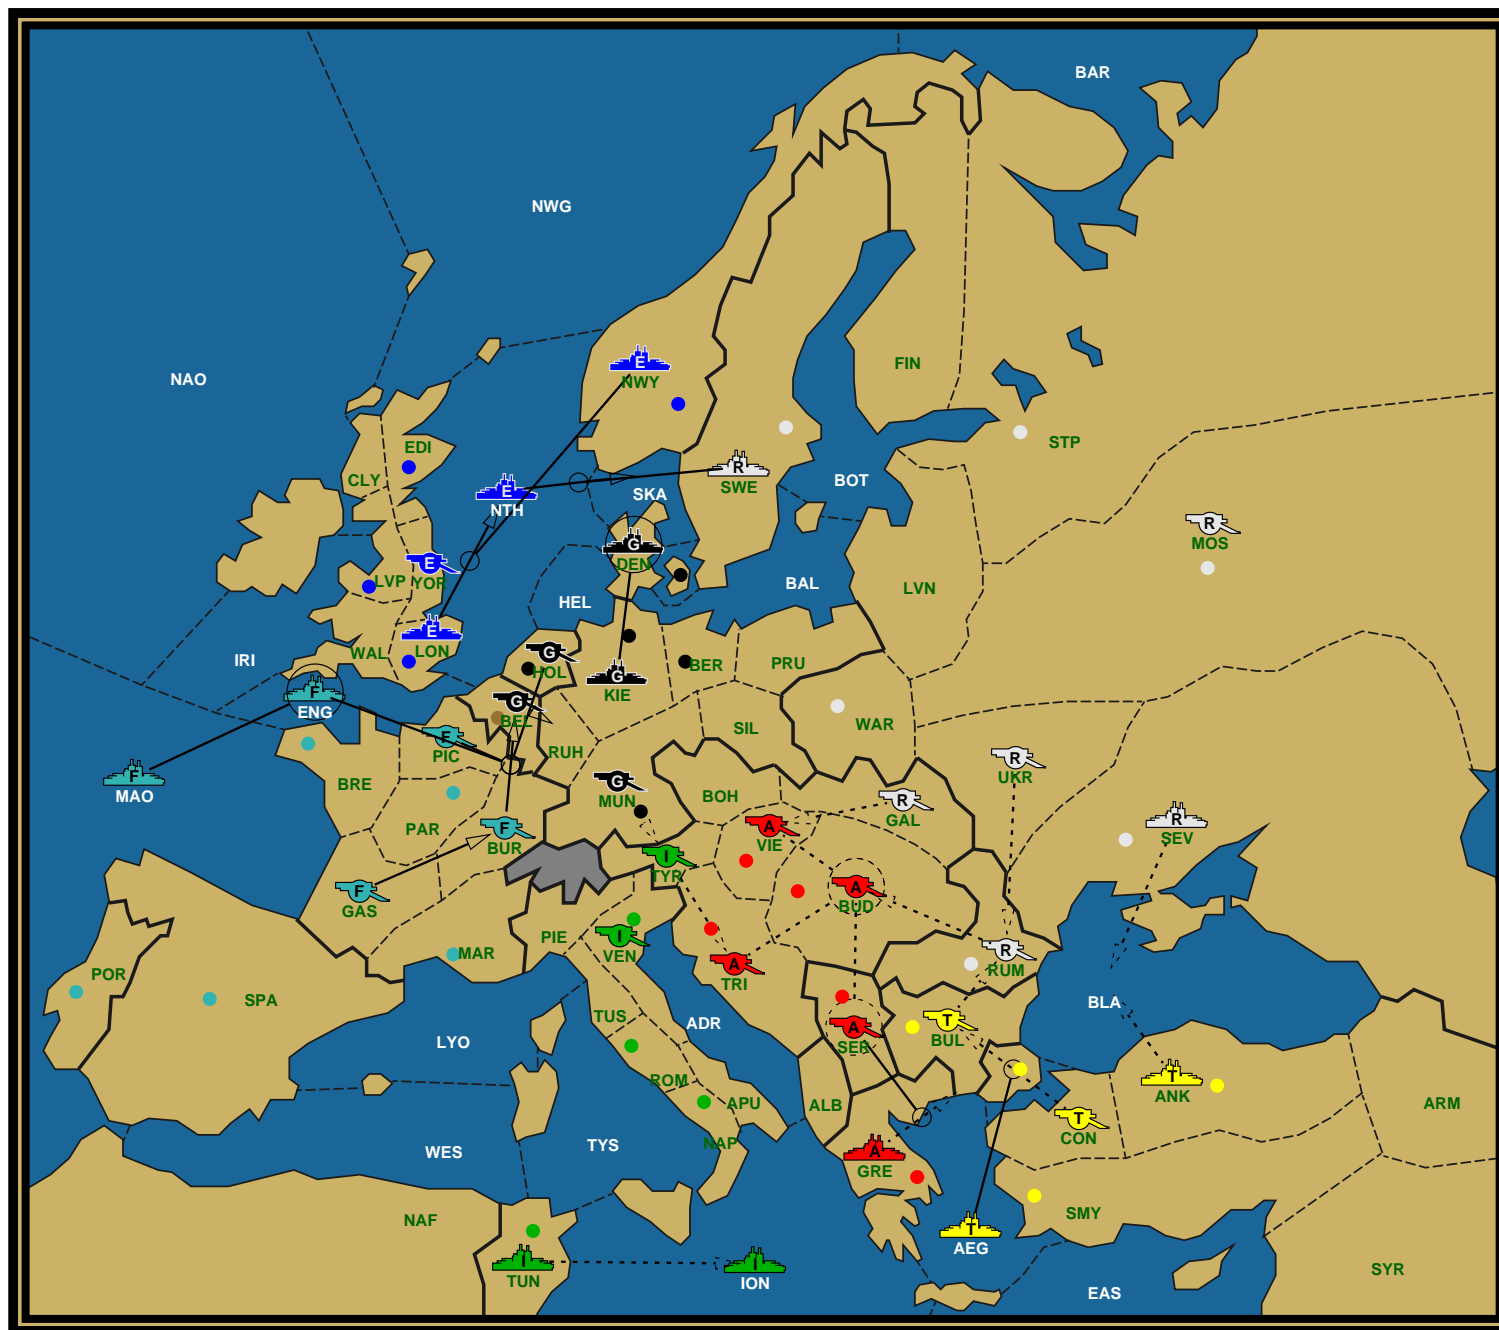 BAR
NWG
E
NWY
FIN
NAO
STP
EDI
CLY
R
SWE
BOT
SKA
E
NTH
R
MOS
G
DEN
E
YOR
LVP
BAL
LVN
HEL
E
LON
WAL
IRI
G
HOL
BER
PRU
G
KIE
F
ENG
G
BEL
WAR
SIL
F
PIC
RUH
R
UKR
F
MAO
BRE
G
MUN
BOH
R
GAL
R
SEV
PAR
F
BUR
A
VIE
I
TYR
F
GAS
A
BUD
PIE
I
VEN
MAR
R
RUM
A
TRI
POR
SPA
BLA
TUS
ADR
T
BUL
A
SER
LYO
ROM
T
ANK
APU
ALB
ARM
T
CON
NAP
WES
TYS
A
GRE
NAF
SMY
T
AEG
I
TUN
I
ION
SYR
EAS